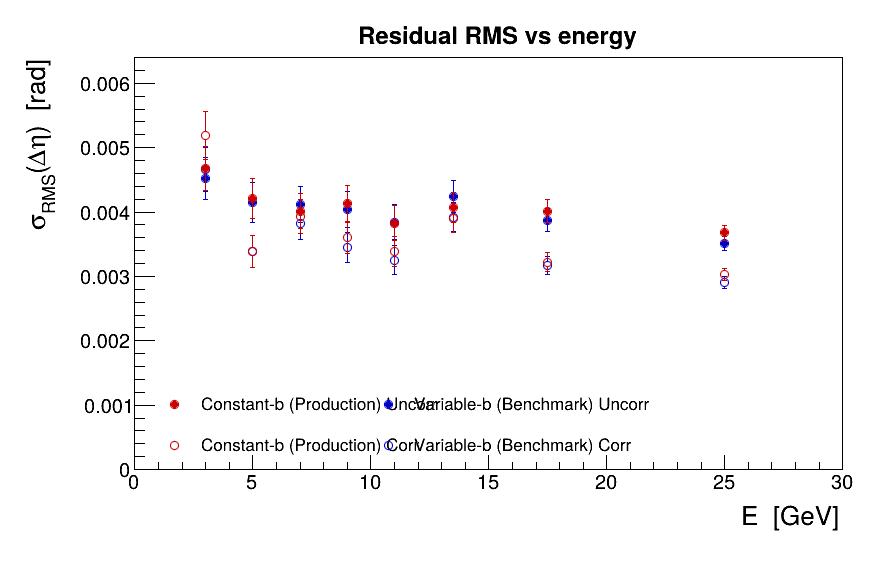 Residual RMS vs energy
σRMS(Δη) [rad]
0.006
0.005
0.004
0.003
0.002
0.001
0
Constant-b (Production) Uncorr
Variable-b (Benchmark) Uncorr
Constant-b (Production) Corr
Variable-b (Benchmark) Corr
0 5 10 15 20 25 30
E [GeV]